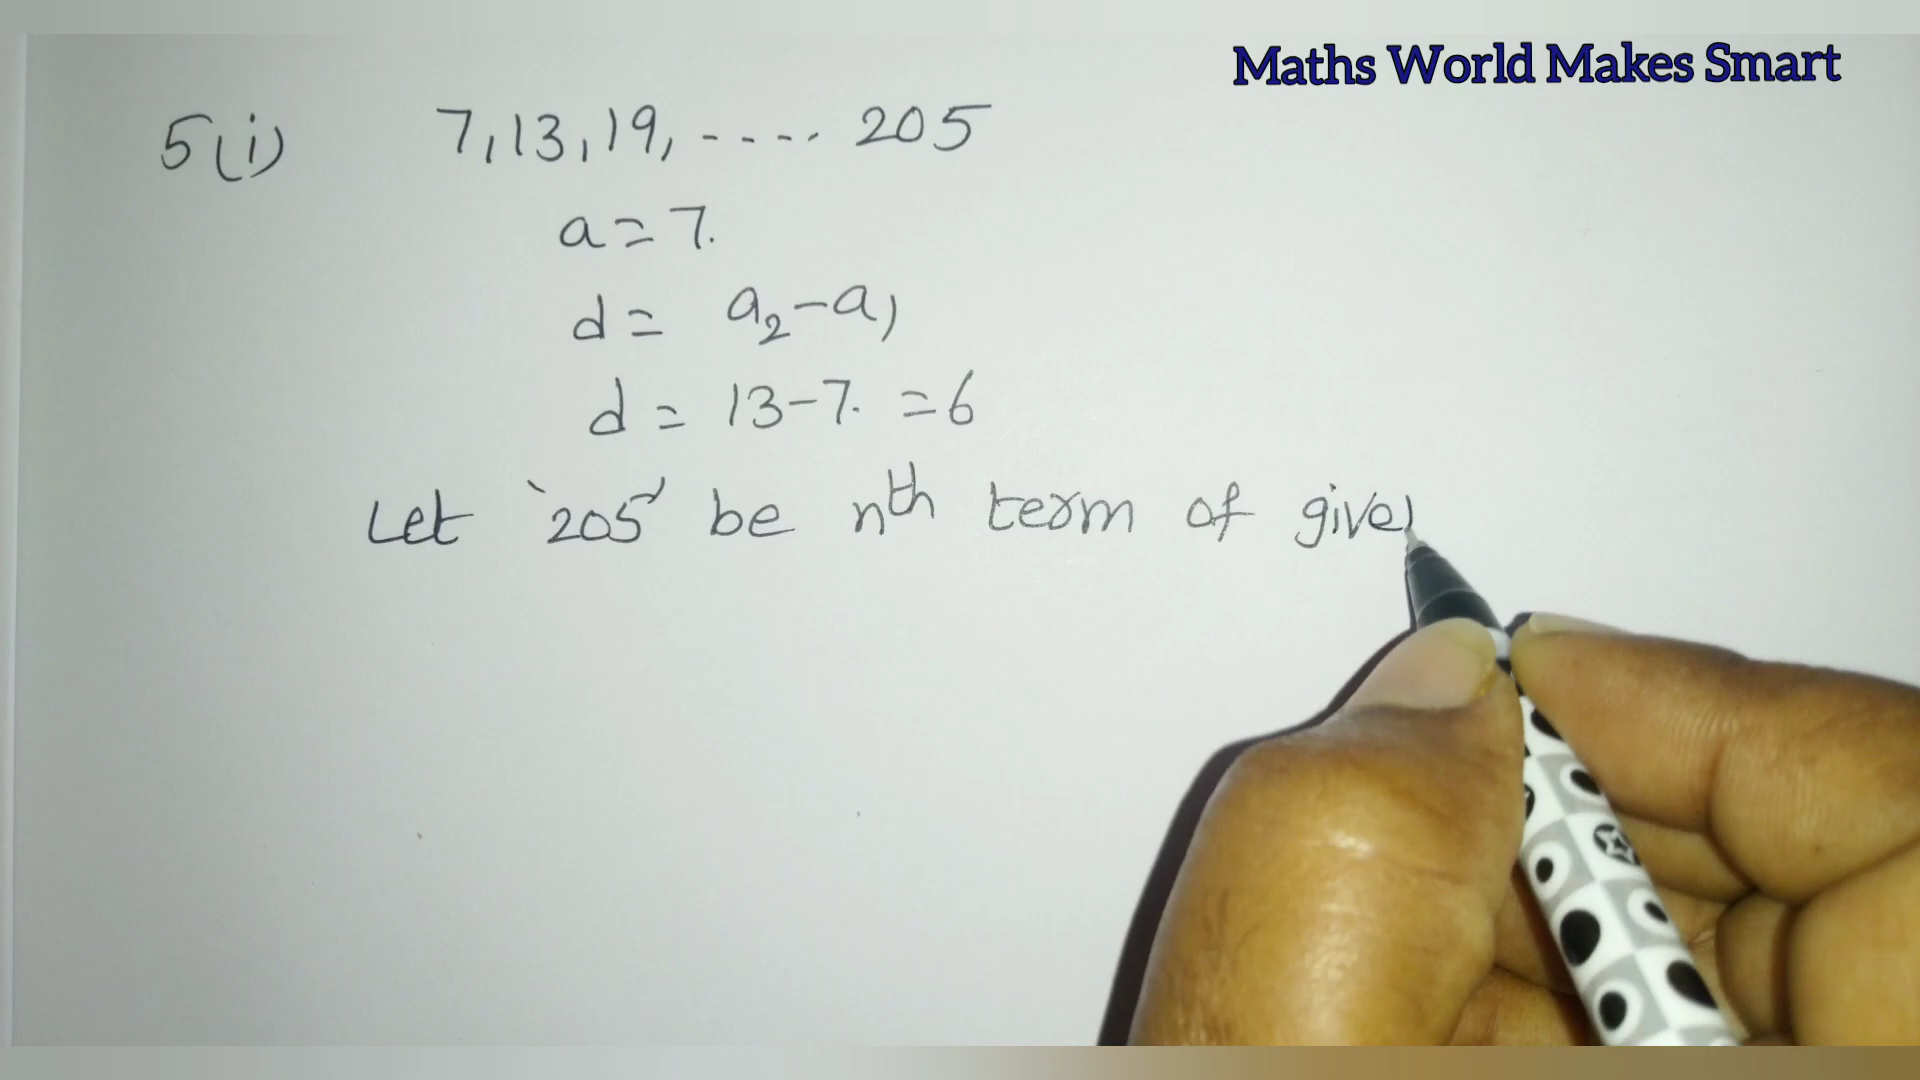 Maths World Makes Smart
5(i) 7, 13, 19, ---- 205
a = 7.
d = a₂ - a₁
d = 13 - 7. = 6
Let '205' be nth term of given